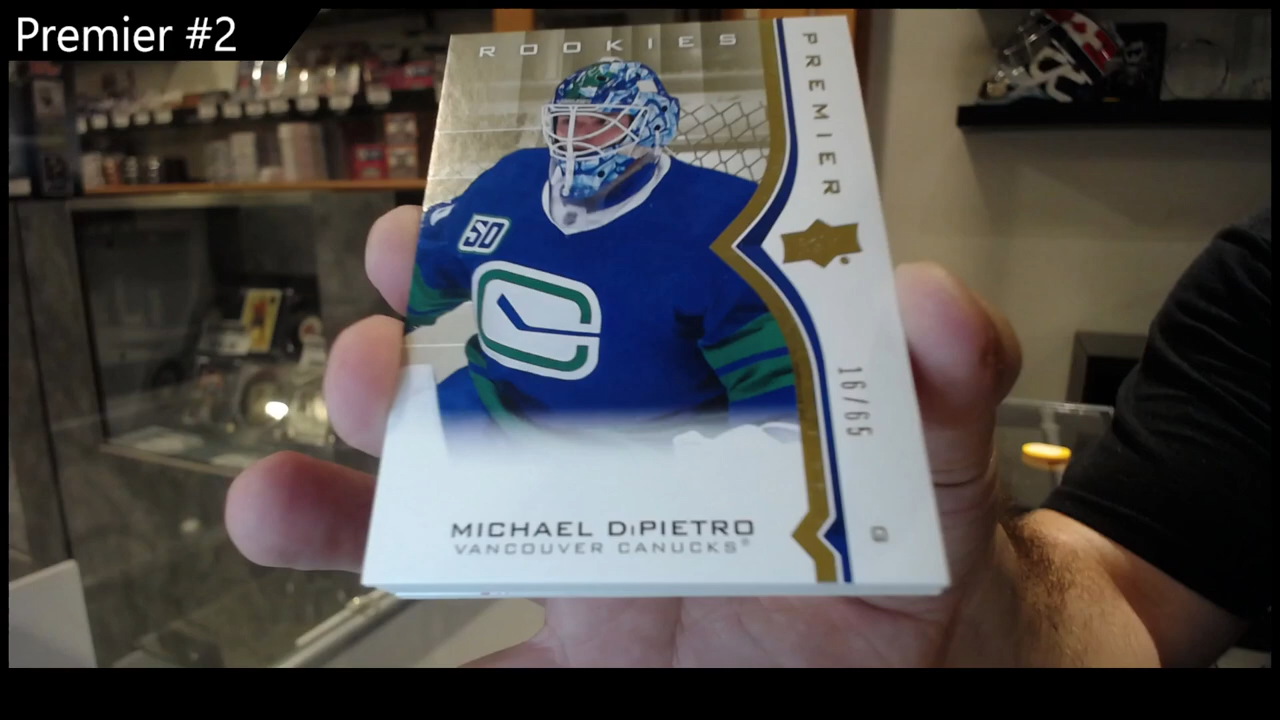 Premier #2
ROOKIES
PREMIER
50
16/65
MICHAEL DiPIETRO
VANCOUVER CANUCKS®
G